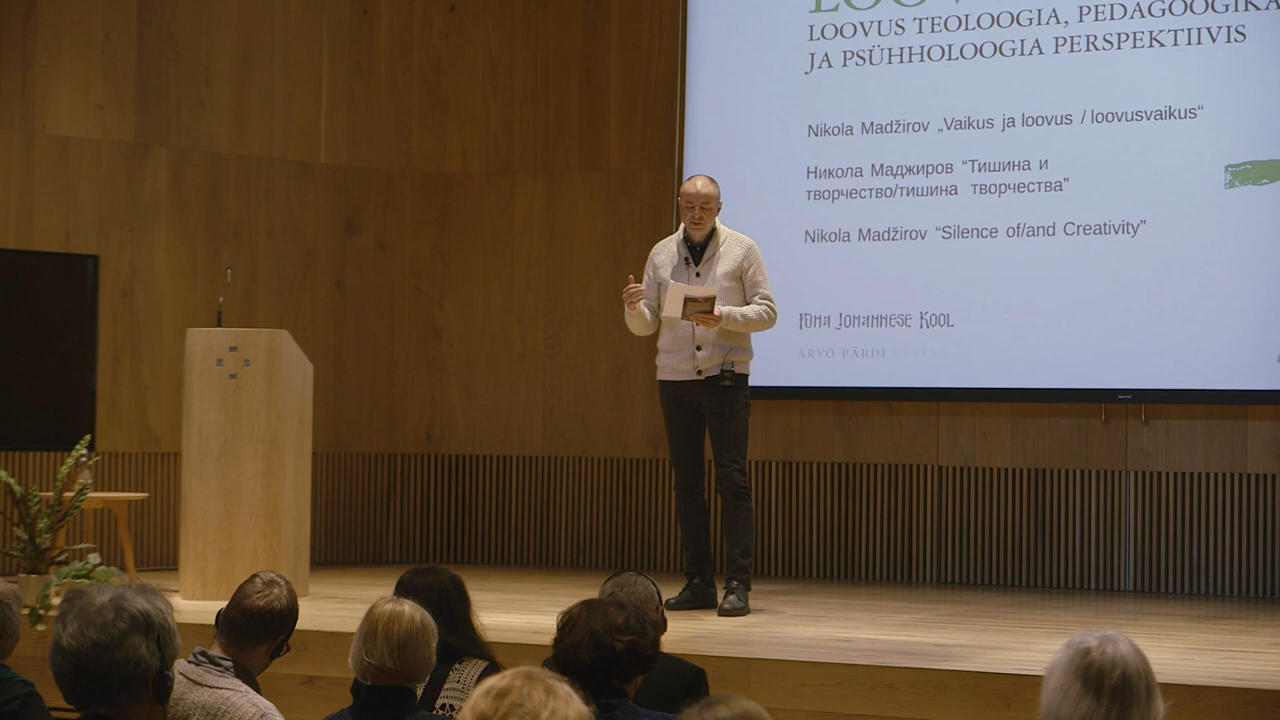 LOOVUS TEOLOOGIA, PEDAGOOGIKA
JA PSÜHHOLOOGIA PERSPEKTIIVIS
Nikola Madžirov „Vaikus ja loovus / loovusvaikus“
Никола Маджиров “Тишина и
творчество/тишина творчества”
Nikola Madžirov “Silence of/and Creativity”
Püha Johannese Kool
ARVO PÄRDI